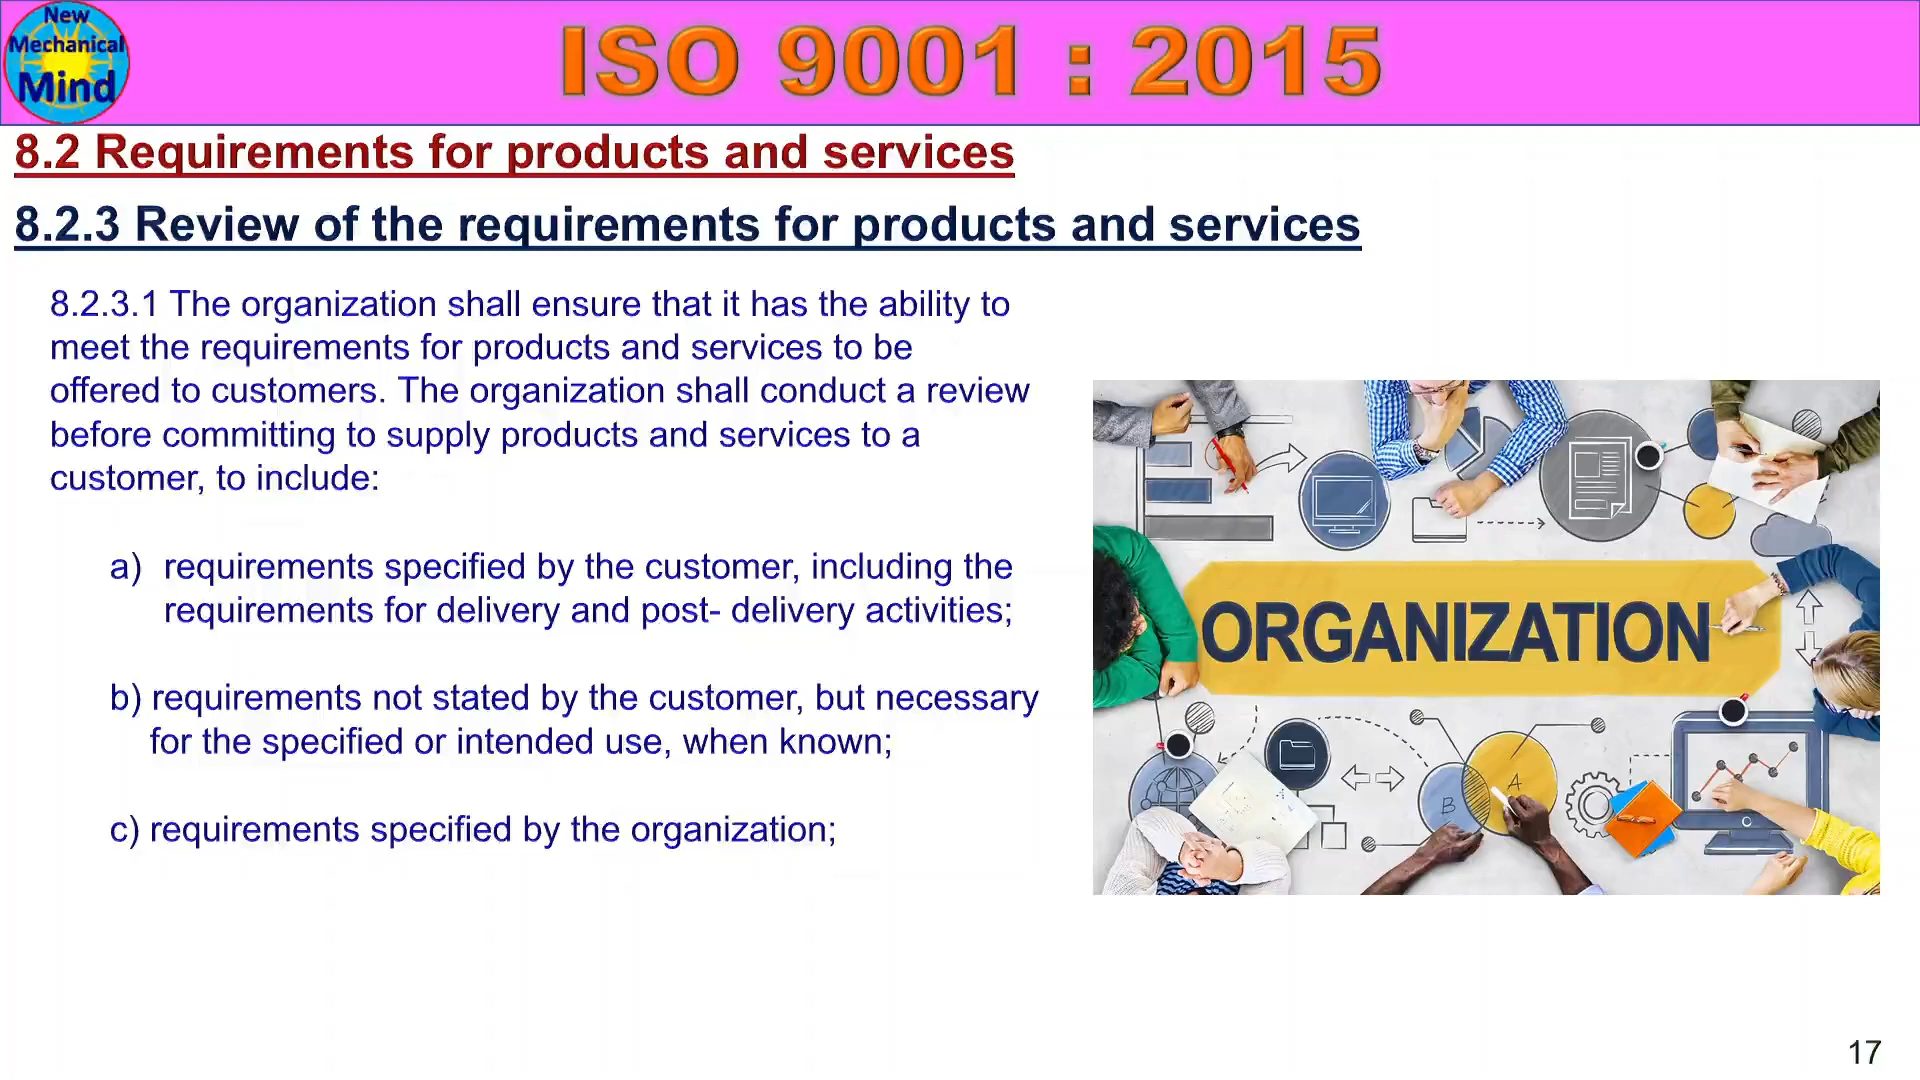 New
Mechanical
Mind
ISO 9001 : 2015
8.2 Requirements for products and services
8.2.3 Review of the requirements for products and services
8.2.3.1 The organization shall ensure that it has the ability to
meet the requirements for products and services to be
offered to customers. The organization shall conduct a review
before committing to supply products and services to a
customer, to include:
a) requirements specified by the customer, including the
requirements for delivery and post- delivery activities;
b) requirements not stated by the customer, but necessary
for the specified or intended use, when known;
c) requirements specified by the organization;
ORGANIZATION
A
B
17